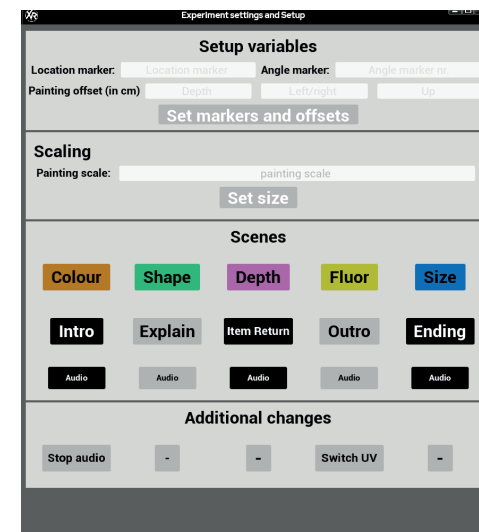 XR Experiment settings and Setup
Setup variables
Location marker: Location marker Angle marker: Angle marker nr.
Painting offset (in cm) Depth Left/right Up
Set markers and offsets
Scaling
Painting scale: painting scale
Set size
Scenes
Colour Shape Depth Fluor Size
Intro Explain Item Return Outro Ending
Audio Audio Audio Audio Audio
Additional changes
Stop audio - - Switch UV -